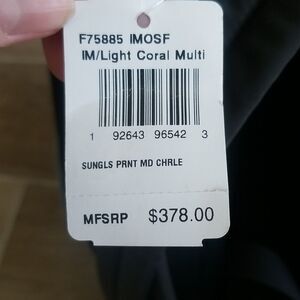 F75885 IMOSF
IM/Light Coral Multi
1 92643 96542 3
SUNGLS PRNT MD CHRLE
MFSRP $378.00